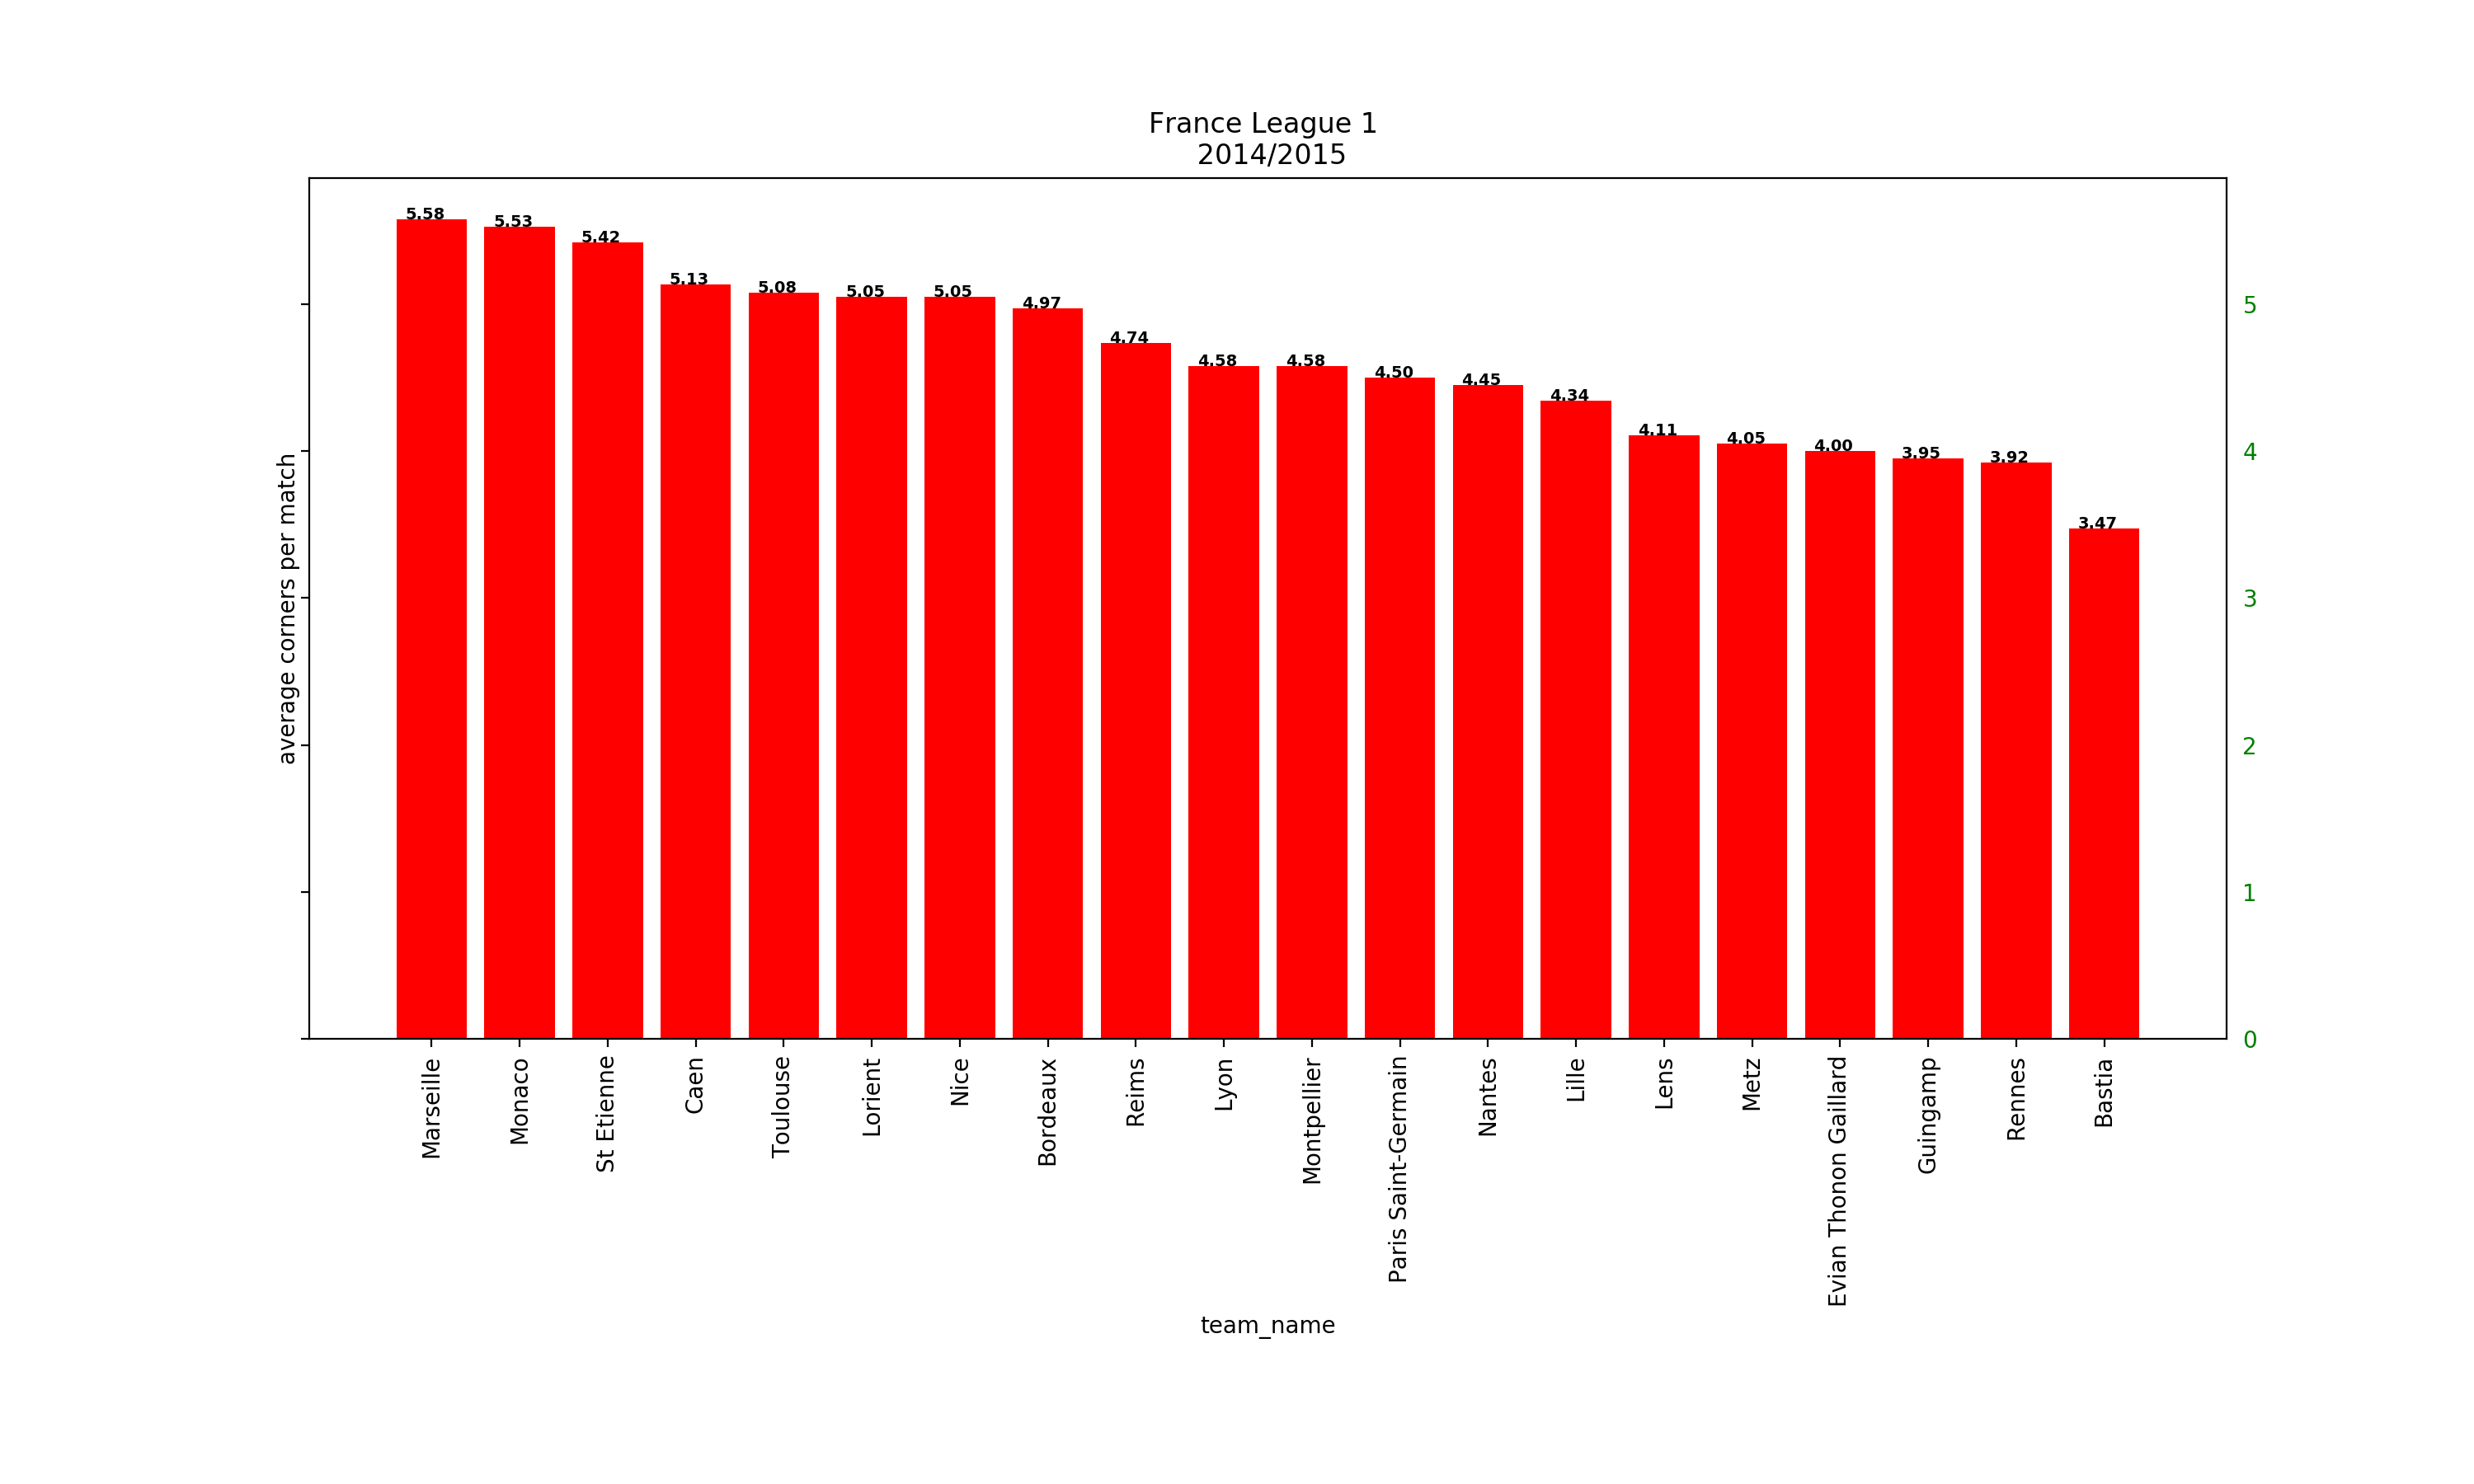 France League 1
2014/2015
average corners per match
5.58
5.53
5.42
5.13
5.08
5.05
5.05
4.97
4.74
4.58
4.58
4.50
4.45
4.34
4.11
4.05
4.00
3.95
3.92
3.47
5
4
3
2
1
0
Marseille
Monaco
St Etienne
Caen
Toulouse
Lorient
Nice
Bordeaux
Reims
Lyon
Montpellier
Paris Saint-Germain
Nantes
Lille
Lens
Metz
Evian Thonon Gaillard
Guingamp
Rennes
Bastia
team_name